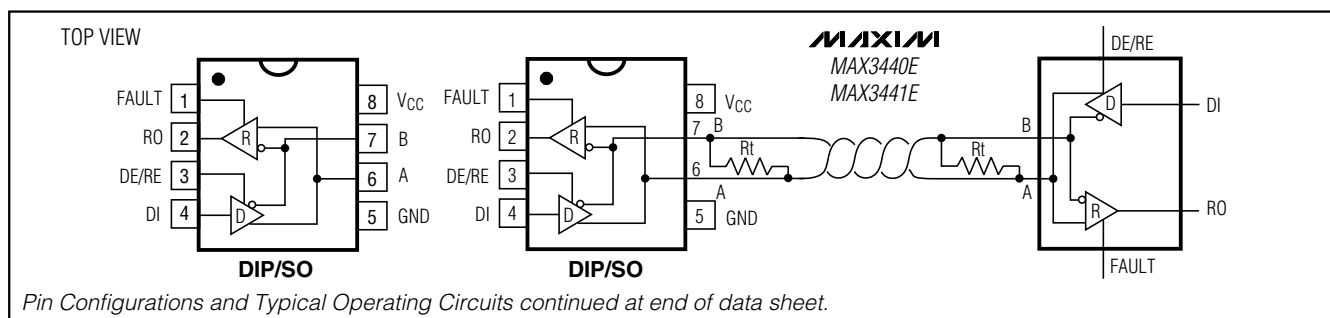 TOP VIEW
MAXIM
MAX3440E
MAX3441E
FAULT 1
RO 2
DE/RE 3
DI 4
8 VCC
7 B
6 A
5 GND
R
D
DIP/SO
FAULT 1
RO 2
DE/RE 3
DI 4
8 VCC
7 B
6
A
5 GND
R
D
Rt
DIP/SO
Rt
B
A
DE/RE
D
DI
R
RO
FAULT
Pin Configurations and Typical Operating Circuits continued at end of data sheet.